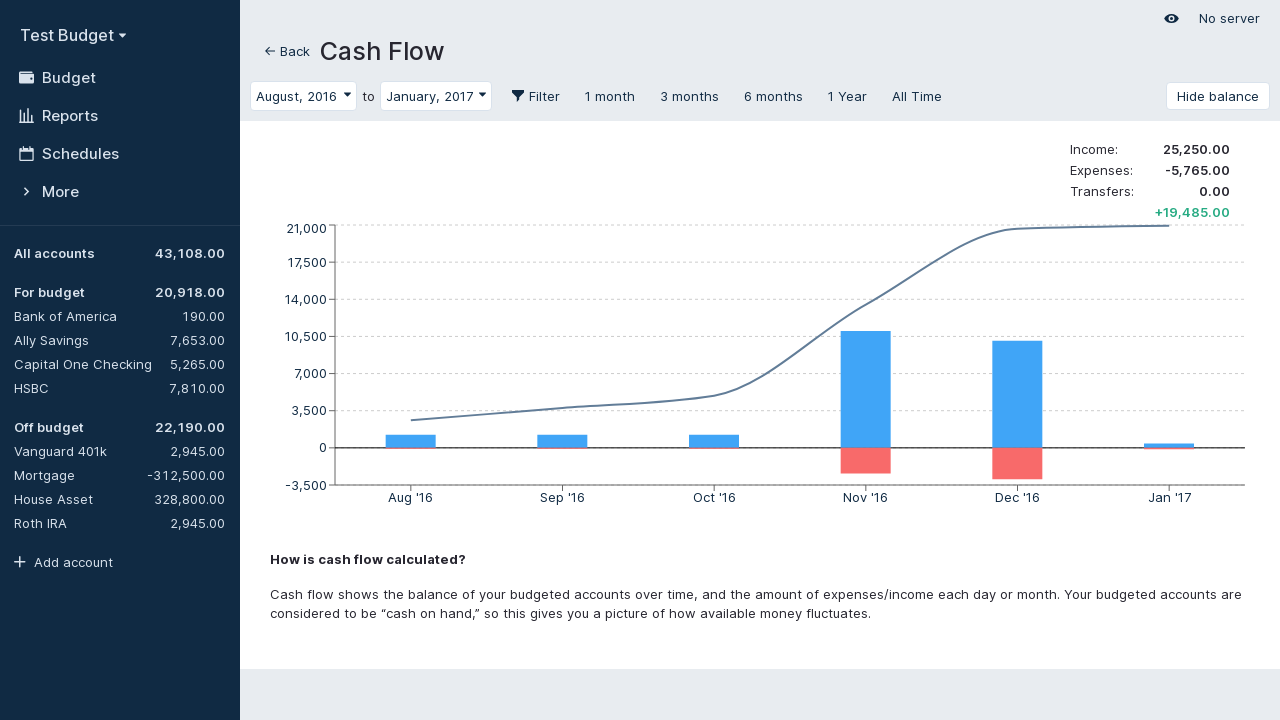 Test Budget
Budget
Reports
Schedules
More
All accounts 43,108.00
For budget 20,918.00
Bank of America 190.00
Ally Savings 7,653.00
Capital One Checking 5,265.00
HSBC 7,810.00
Off budget 22,190.00
Vanguard 401k 2,945.00
Mortgage -312,500.00
House Asset 328,800.00
Roth IRA 2,945.00
Add account
No server
Back Cash Flow
August, 2016 to January, 2017 Filter 1 month 3 months 6 months 1 Year All Time Hide balance
Income: 25,250.00
Expenses: -5,765.00
Transfers: 0.00
+19,485.00
21,000
17,500
14,000
10,500
7,000
3,500
0
-3,500
Aug '16 Sep '16 Oct '16 Nov '16 Dec '16 Jan '17
How is cash flow calculated?
Cash flow shows the balance of your budgeted accounts over time, and the amount of expenses/income each day or month. Your budgeted accounts are
considered to be “cash on hand,” so this gives you a picture of how available money fluctuates.